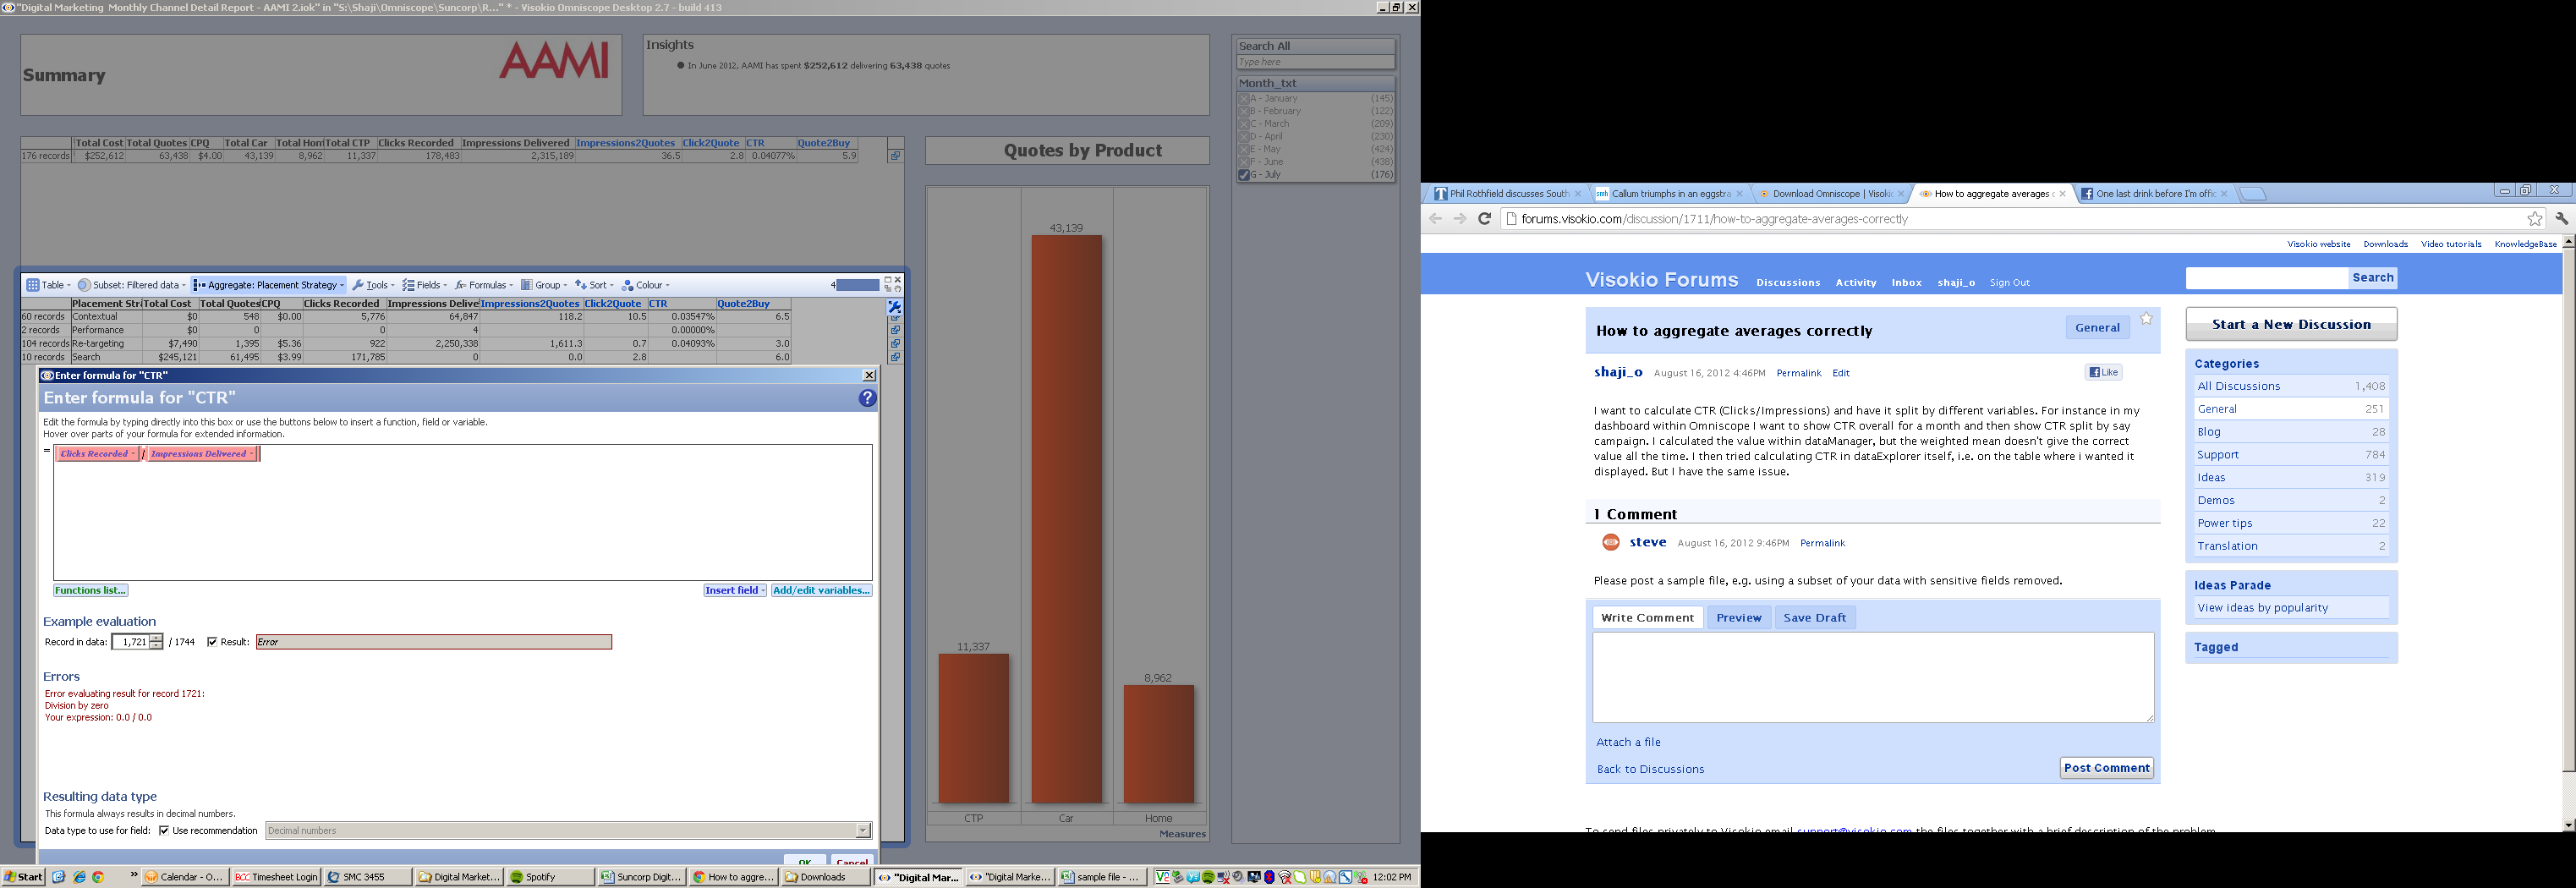 "Digital Marketing Monthly Channel Detail Report - AAMI 2.iok" in "S:\Shaji\Omniscope\Suncorp\R..." * - Visokio Omniscope Desktop 2.7 - build 413
Summary
AAMI
Insights
In June 2012, AAMI has spent $252,612 delivering 63,438 quotes
Search All
Type here
Month_txt
A - January (145)
B - February (122)
C - March (209)
D - April (230)
E - May (424)
F - June (438)
G - July (176)
Total Cost Total Quotes CPQ Total Car Total Hom Total CTP Clicks Recorded Impressions Delivered Impressions2Quotes Click2Quote CTR Quote2Buy
176 records $252,612 63,438 $4.00 43,139 8,962 11,337 178,483 2,315,189 36.5 2.8 0.04077% 5.9
Quotes by Product
43,139
11,337
8,962
CTP Car Home
Measures
Table Subset: Filtered data Aggregate: Placement Strategy Tools Fields Formulas Group Sort Colour 4
Placement Stra Total Cost Total Quotes CPQ Clicks Recorded Impressions Delive Impressions2Quotes Click2Quote CTR Quote2Buy
60 records Contextual $0 548 $0.00 5,776 64,847 118.2 10.5 0.03547% 6.5
2 records Performance $0 0 0 4 0.00000%
104 records Re-targeting $7,490 1,395 $5.36 922 2,250,338 1,611.3 0.7 0.04093% 3.0
10 records Search $245,121 61,495 $3.99 171,785 0 0.0 2.8 6.0
Enter formula for "CTR"
Enter formula for "CTR"
Edit the formula by typing directly into this box or use the buttons below to insert a function, field or variable.
Hover over parts of your formula for extended information.
= Clicks Recorded / Impressions Delivered
Functions list... Insert field Add/edit variables...
Example evaluation
Record in data: 1,721 / 1744 Result: Error
Errors
Error evaluating result for record 1721:
Division by zero
Your expression: 0.0 / 0.0
Resulting data type
This formula always results in decimal numbers.
Data type to use for field: Use recommendation Decimal numbers
OK Cancel
Start Calendar - O... Timesheet Login SMC 3455 Digital Market... Spotify Suncorp Digit... How to aggre... Downloads "Digital Mar... "Digital Marke... sample file - ... 12:02 PM
Phil Rothfield discusses South Callum triumphs in an eggstra Download Omniscope | Visoki How to aggregate averages c One last drink before I'm offic
forums.visokio.com/discussion/1711/how-to-aggregate-averages-correctly
Visokio website Downloads Video tutorials KnowledgeBase
Visokio Forums Discussions Activity Inbox shaji_o Sign Out Search
How to aggregate averages correctly General
shaji_o August 16, 2012 4:46PM Permalink Edit Like
I want to calculate CTR (Clicks/Impressions) and have it split by different variables. For instance in my
dashboard within Omniscope I want to show CTR overall for a month and then show CTR split by say
campaign. I calculated the value within dataManager, but the weighted mean doesn't give the correct
value all the time. I then tried calculating CTR in dataExplorer itself, i.e. on the table where i wanted it
displayed. But I have the same issue.
1 Comment
steve August 16, 2012 9:46PM Permalink
Please post a sample file, e.g. using a subset of your data with sensitive fields removed.
Write Comment Preview Save Draft
Attach a file
Back to Discussions Post Comment
To send files privately to Visokio email support@visokio.com the files together with a brief description of the problem
Start a New Discussion
Categories
All Discussions 1,408
General 251
Blog 28
Support 784
Ideas 319
Demos 2
Power tips 22
Translation 2
Ideas Parade
View ideas by popularity
Tagged